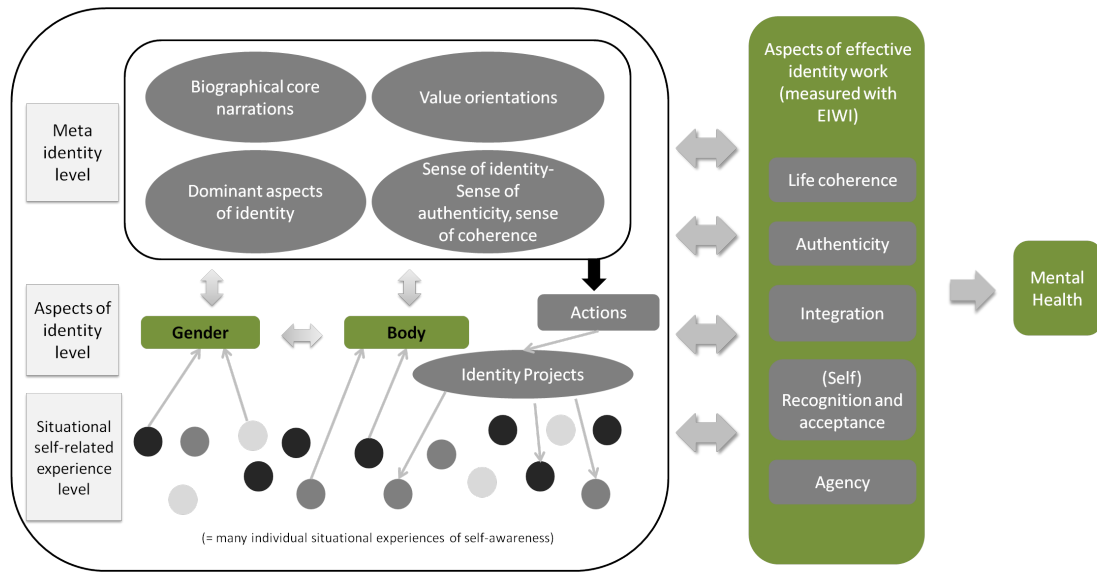 Meta
identity
level
Biographical core
narrations
Value orientations
Dominant aspects
of identity
Sense of identity-
Sense of
authenticity, sense
of coherence
Aspects of
identity
level
Gender
Body
Actions
Identity Projects
Situational
self-related
experience
level
(= many individual situational experiences of self-awareness)
Aspects of effective
identity work
(measured with
EIWI)
Life coherence
Authenticity
Integration
(Self)
Recognition and
acceptance
Agency
Mental
Health